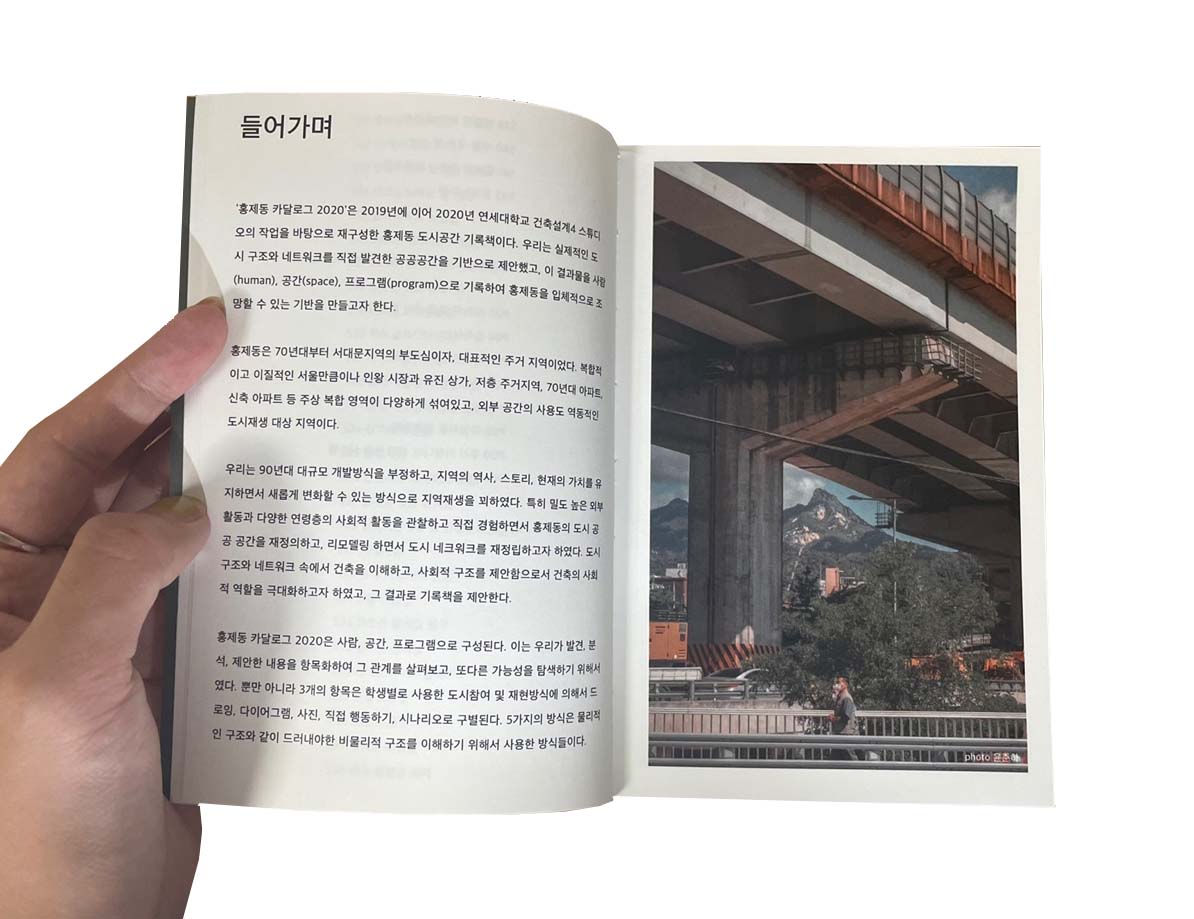 들어가며
'홍제동 카달로그 2020'은 2019년에 이어 2020년 연세대학교 건축설계4 스튜디
오의 작업을 바탕으로 재구성한 홍제동 도시공간 기록책이다. 우리는 실제적인 도
시 구조와 네트워크를 직접 발견한 공공공간을 기반으로 제안했고, 이 결과물을 사람
(human), 공간(space), 프로그램(program)으로 기록하여 홍제동을 입체적으로 조
망할 수 있는 기반을 만들고자 한다.
홍제동은 70년대부터 서대문지역의 부도심이자, 대표적인 주거 지역이었다. 복합적
이고 이질적인 서울만큼이나 인왕 시장과 유진 상가, 저층 주거지역, 70년대 아파트,
신축 아파트 등 주상 복합 영역이 다양하게 섞여있고, 외부 공간의 사용도 역동적인
도시재생 대상 지역이다.
우리는 90년대 대규모 개발방식을 부정하고, 지역의 역사, 스토리, 현재의 가치를 유
지하면서 새롭게 변화할 수 있는 방식으로 지역재생을 꾀하였다. 특히 밀도 높은 외부
활동과 다양한 연령층의 사회적 활동을 관찰하고 직접 경험하면서 홍제동의 도시 공
공 공간을 재정의하고, 리모델링 하면서 도시 네크워크를 재정립하고자 하였다. 도시
구조와 네트워크 속에서 건축을 이해하고, 사회적 구조를 제안함으로서 건축의 사회
적 역할을 극대화하고자 하였고, 그 결과로 기록책을 제안한다.
홍제동 카달로그 2020은 사람, 공간, 프로그램으로 구성된다. 이는 우리가 발견, 분
석, 제안한 내용을 항목화하여 그 관계를 살펴보고, 또다른 가능성을 탐색하기 위해서
였다. 뿐만 아니라 3개의 항목은 학생별로 사용한 도시참여 및 재현방식에 의해서 드
로잉, 다이어그램, 사진, 직접 행동하기, 시나리오로 구별된다. 5가지의 방식은 물리적
인 구조와 같이 드러내야한 비물리적 구조를 이해하기 위해서 사용한 방식들이다.
photo